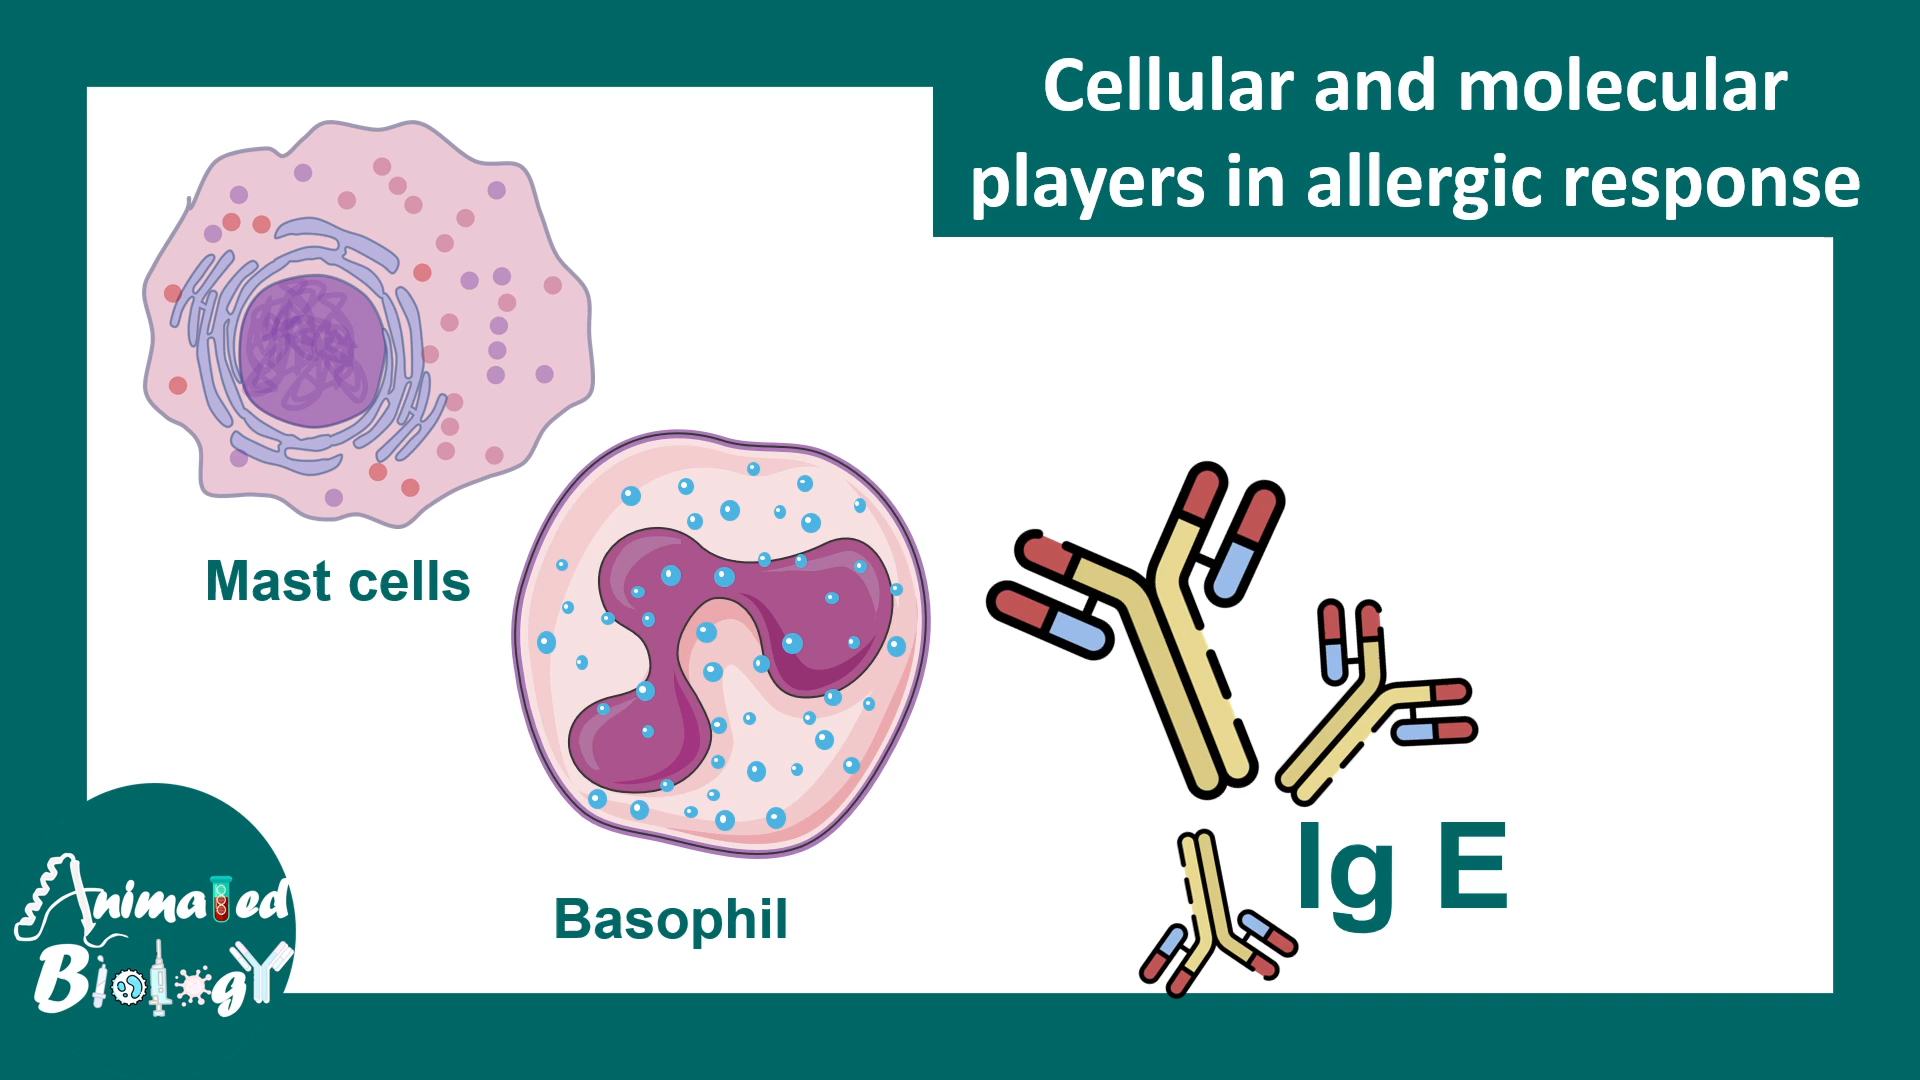 Cellular and molecular
players in allergic response
Mast cells
Basophil
Ig E
Animated
BiologY